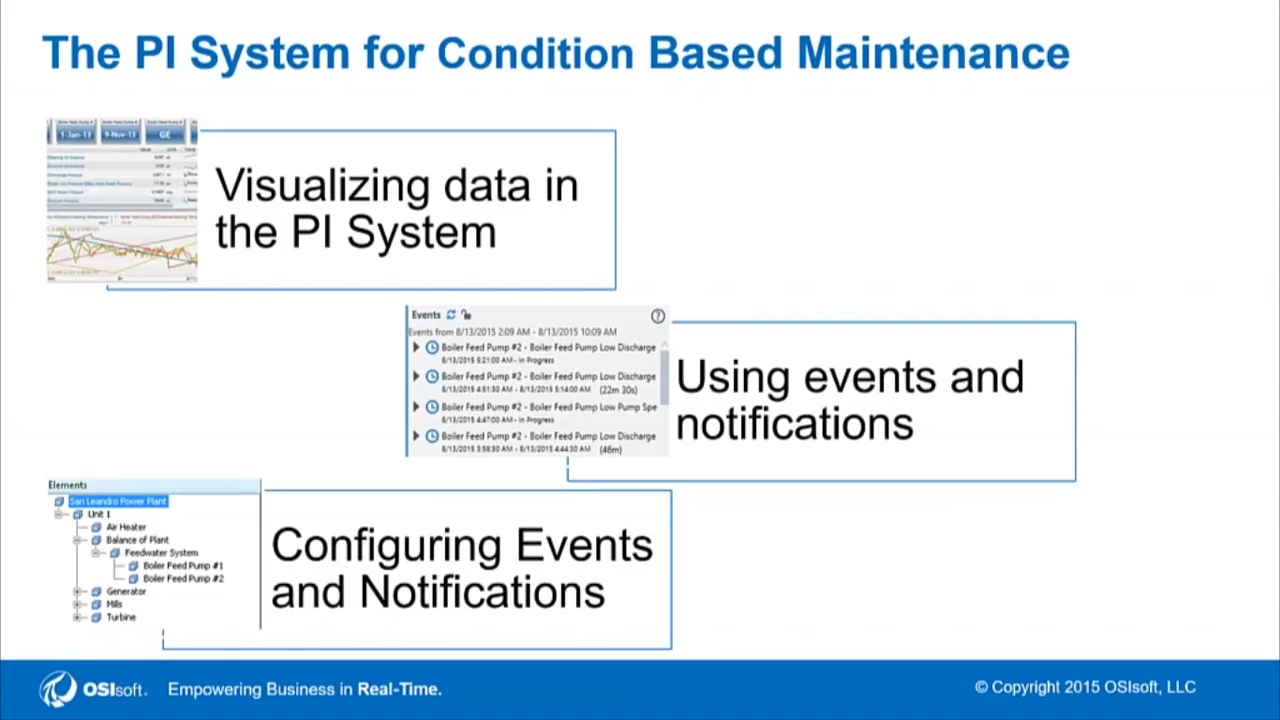 The PI System for Condition Based Maintenance
1-Jan-13
9-Nov-13
GE
Visualizing data in
the PI System
Events
Events from 8/13/2015 2:09 AM - 8/13/2015 10:09 AM
Boiler Feed Pump #2 - Boiler Feed Pump Low Discharge
8/13/2015 5:21:00 AM - In Progress
Boiler Feed Pump #2 - Boiler Feed Pump Low Discharge
8/13/2015 4:51:30 AM - 8/13/2015 5:14:00 AM (22m 30s)
Boiler Feed Pump #2 - Boiler Feed Pump Low Pump Spe
8/13/2015 4:47:00 AM - In Progress
Boiler Feed Pump #2 - Boiler Feed Pump Low Discharge
8/13/2015 3:58:30 AM - 8/13/2015 4:44:30 AM (46m)
Using events and
notifications
Elements
San Leandro Power Plant
Unit 1
Air Heater
Balance of Plant
Feedwater System
Boiler Feed Pump #1
Boiler Feed Pump #2
Generator
Mills
Turbine
Configuring Events
and Notifications
OSIsoft. Empowering Business in Real-Time.
© Copyright 2015 OSIsoft, LLC